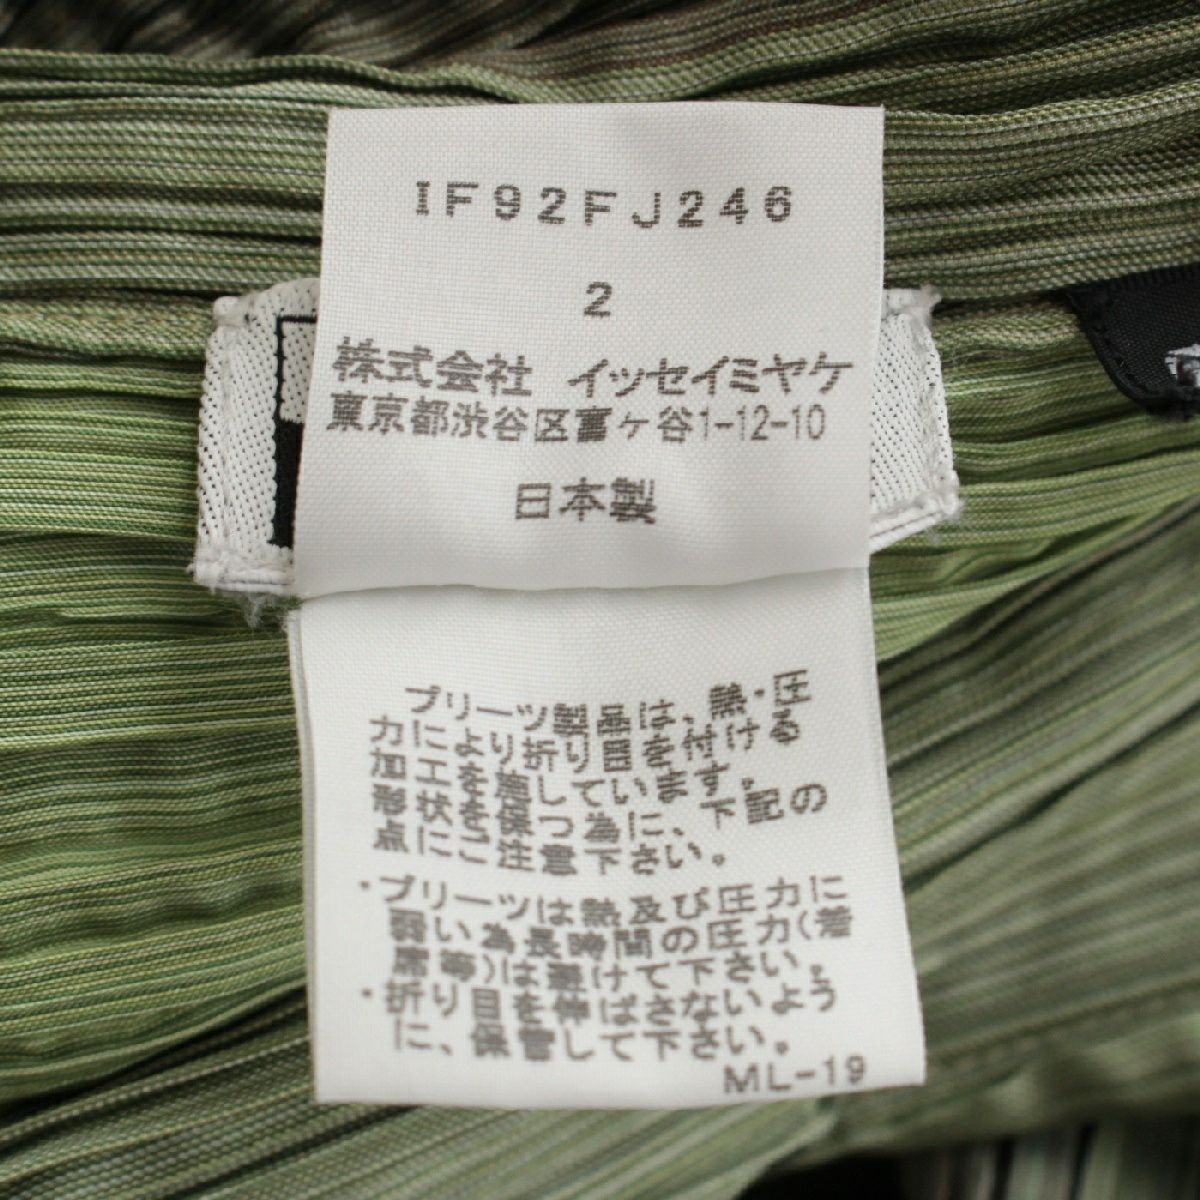 IF92FJ246
2
株式会社 イッセイミヤケ
東京都渋谷区富ヶ谷1-12-10
日本製
プリーツ製品は、熱・圧
力により折り目を付ける
加工を施しています。
形状を保つ為に、下記の
点にご注意下さい。
・プリーツは熱及び圧力に
弱い為長時間の圧力(着
席等)は避けて下さい。
・折り目を伸ばさないよう
に、保管して下さい。
ML-19